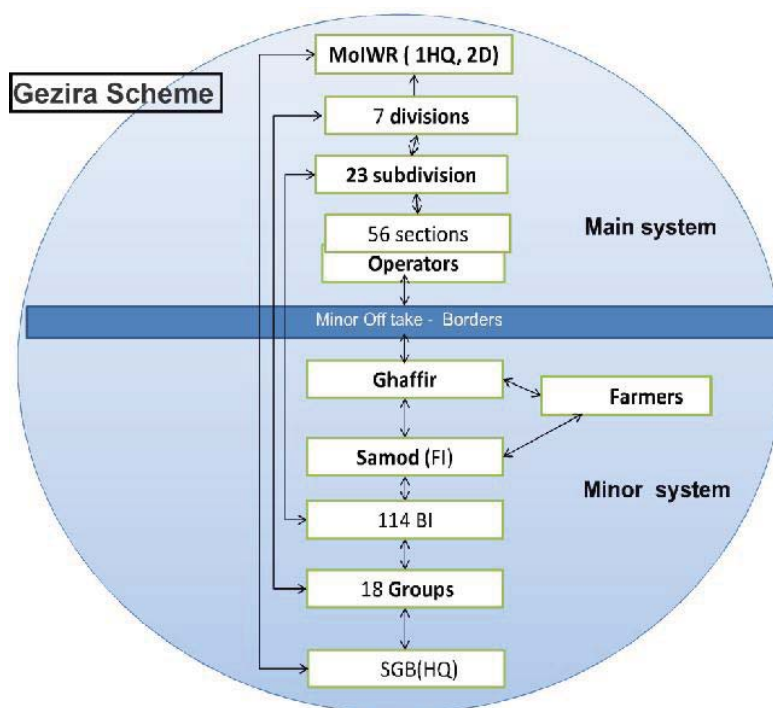 MoIWR ( 1HQ, 2D)
Gezira Scheme
7 divisions
23 subdivision
56 sections
Main system
Operators
Minor Off take - Borders
Ghaffir
Farmers
Samod (FI)
Minor system
114 BI
18 Groups
SGB(HQ)